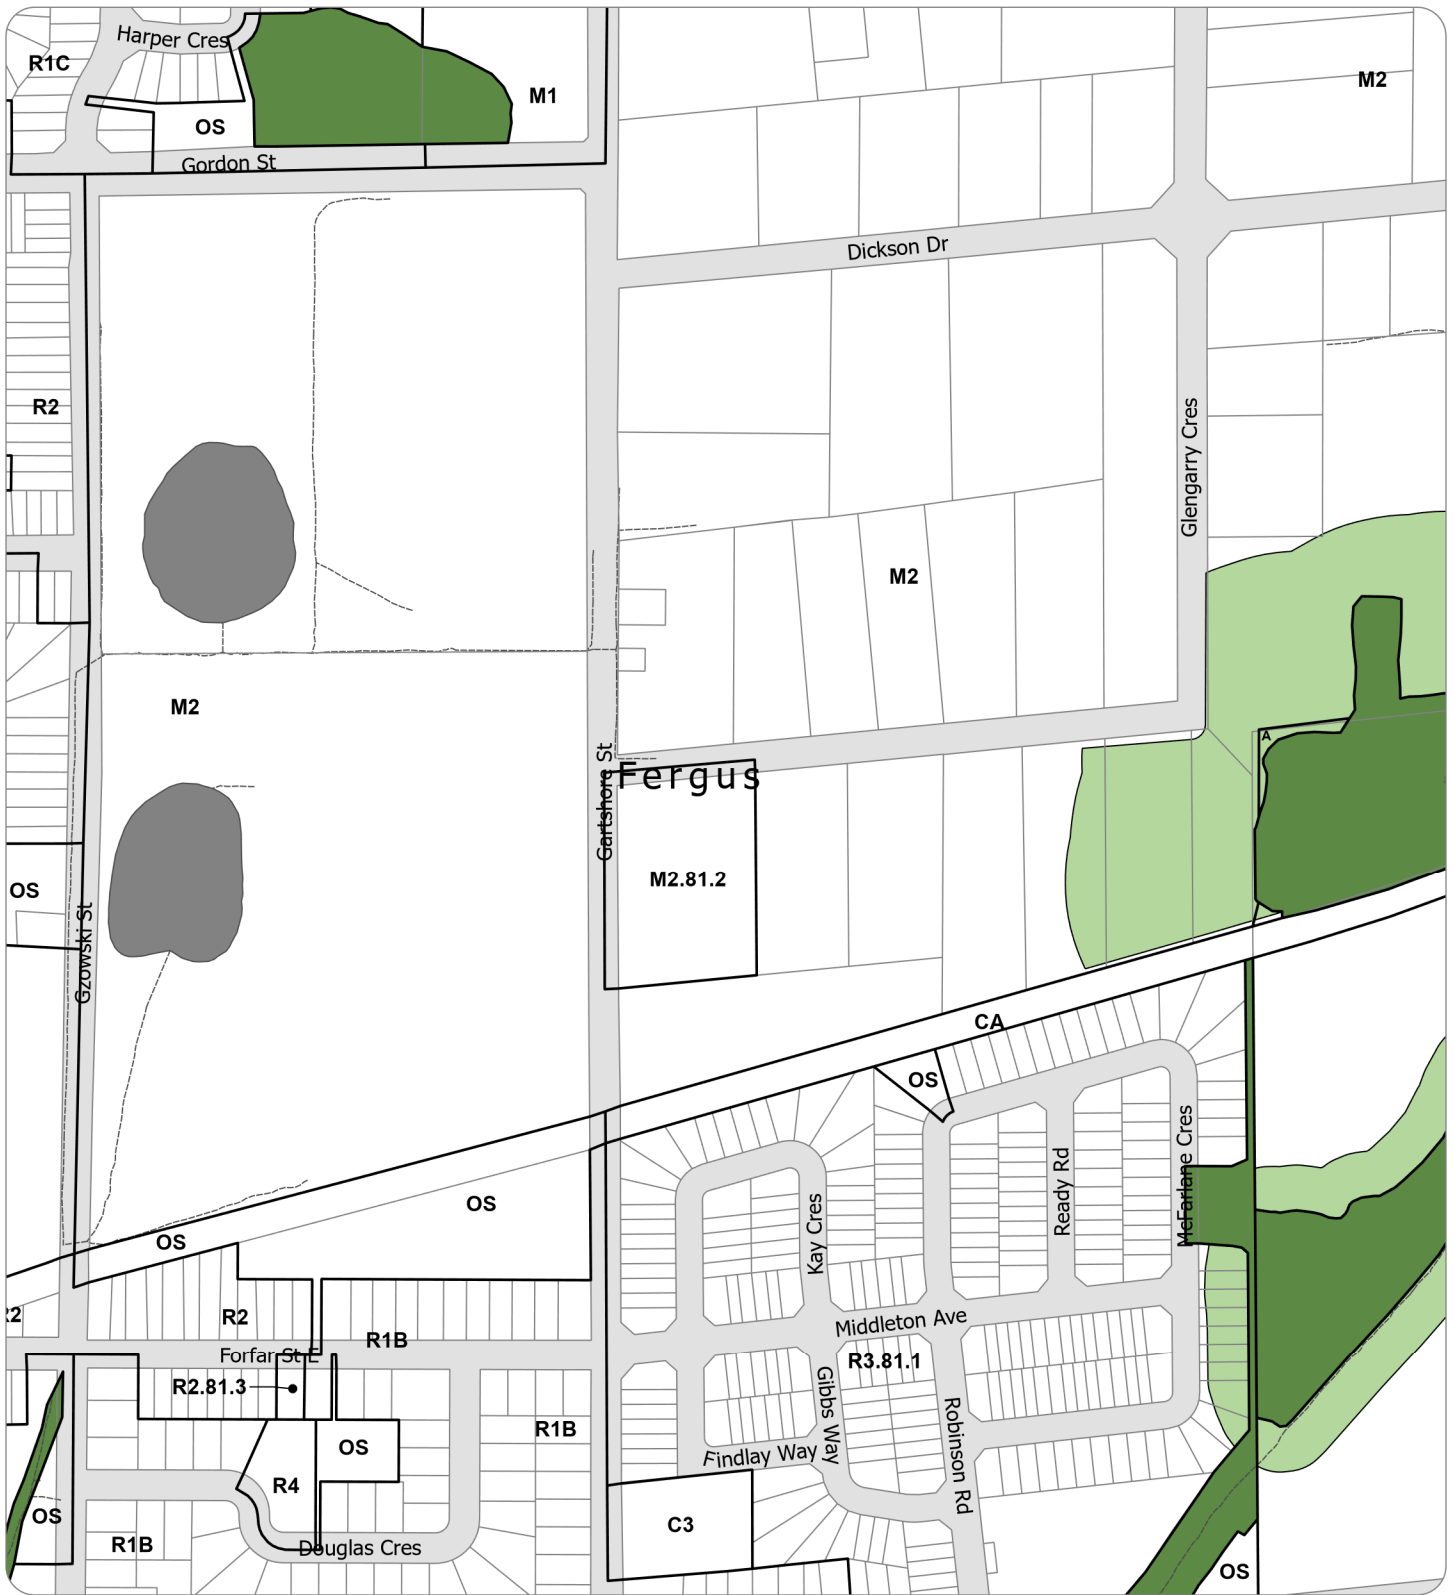 Harper Cres
R1C
M1
M2
OS
Gordon St
Dickson Dr
R2
Glengarry Cres
M2
M2
A
Gartshore St
Fergus
M2.81.2
OS
Gzowski St
CA
OS
McFarlane Cres
Ready Rd
Kay Cres
OS
OS
R2
R2
R1B
Middleton Ave
Forfar St E
R3.81.1
R2.81.3
Gibbs Way
Robinson Rd
R1B
OS
Findlay Way
R4
OS
C3
R1B
Douglas Cres
OS